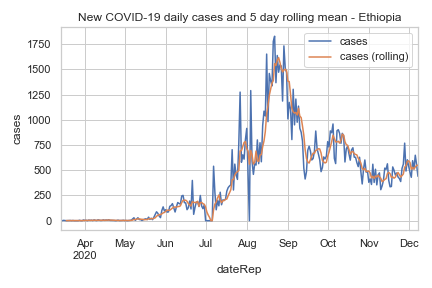 New COVID-19 daily cases and 5 day rolling mean - Ethiopia
cases
cases (rolling)
cases
1750
1500
1250
1000
750
500
250
0
Apr May Jun Jul Aug Sep Oct Nov Dec
2020
dateRep